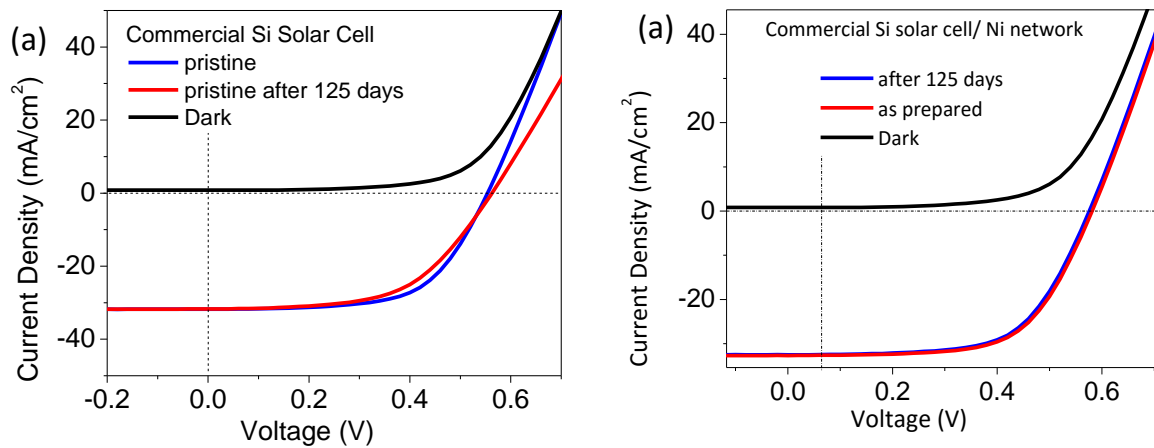 (a)
Commercial Si Solar Cell
pristine
pristine after 125 days
Dark
Current Density (mA/cm²)
40
20
0
-20
-40
-0.2 0.0 0.2 0.4 0.6
Voltage (V)
(a)
Commercial Si solar cell/ Ni network
after 125 days
as prepared
Dark
Current Density (mA/cm²)
40
20
0
-20
0.0 0.2 0.4 0.6
Voltage (V)